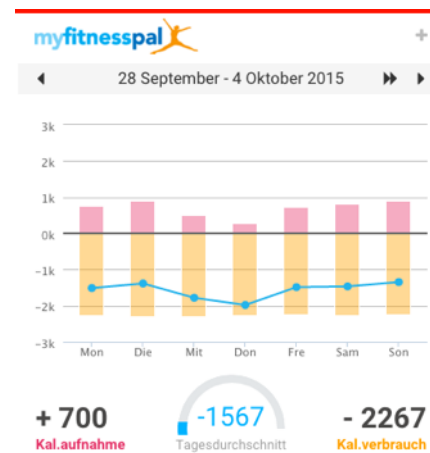 myfitnesspal
28 September - 4 Oktober 2015
3k
2k
1k
0k
-1k
-2k
-3k
Mon Die Mit Don Fre Sam Son
+ 700 -1567 - 2267
Kal.aufnahme Tagesdurchschnitt Kal.verbrauch